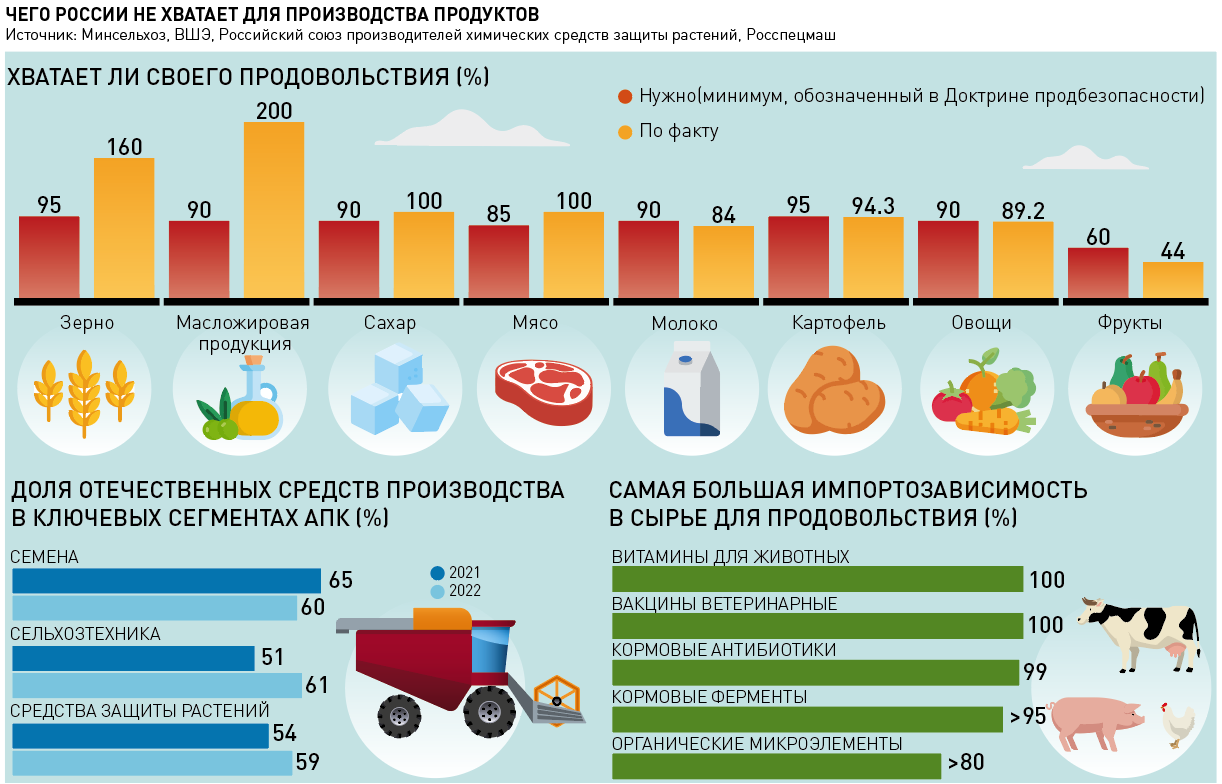 ЧЕГО РОССИИ НЕ ХВАТАЕТ ДЛЯ ПРОИЗВОДСТВА ПРОДУКТОВ
Источник: Минсельхоз, ВШЭ, Российский союз производителей химических средств защиты растений, Росспецмаш
ХВАТАЕТ ЛИ СВОЕГО ПРОДОВОЛЬСТВИЯ (%)
Нужно(минимум, обозначенный в Доктрине продбезопасности)
По факту
95
160
90
200
90
100
85
100
90
84
95
94.3
90
89.2
60
44
Зерно
Масложировая
продукция
Сахар
Мясо
Молоко
Картофель
Овощи
Фрукты
ДОЛЯ ОТЕЧЕСТВЕННЫХ СРЕДСТВ ПРОИЗВОДСТВА
В КЛЮЧЕВЫХ СЕГМЕНТАХ АПК (%)
2021
2022
СЕМЕНА
65
60
СЕЛЬХОЗТЕХНИКА
51
61
СРЕДСТВА ЗАЩИТЫ РАСТЕНИЙ
54
59
САМАЯ БОЛЬШАЯ ИМПОРТОЗАВИСИМОСТЬ
В СЫРЬЕ ДЛЯ ПРОДОВОЛЬСТВИЯ (%)
ВИТАМИНЫ ДЛЯ ЖИВОТНЫХ
100
ВАКЦИНЫ ВЕТЕРИНАРНЫЕ
100
КОРМОВЫЕ АНТИБИОТИКИ
99
КОРМОВЫЕ ФЕРМЕНТЫ
>95
ОРГАНИЧЕСКИЕ МИКРОЭЛЕМЕНТЫ
>80